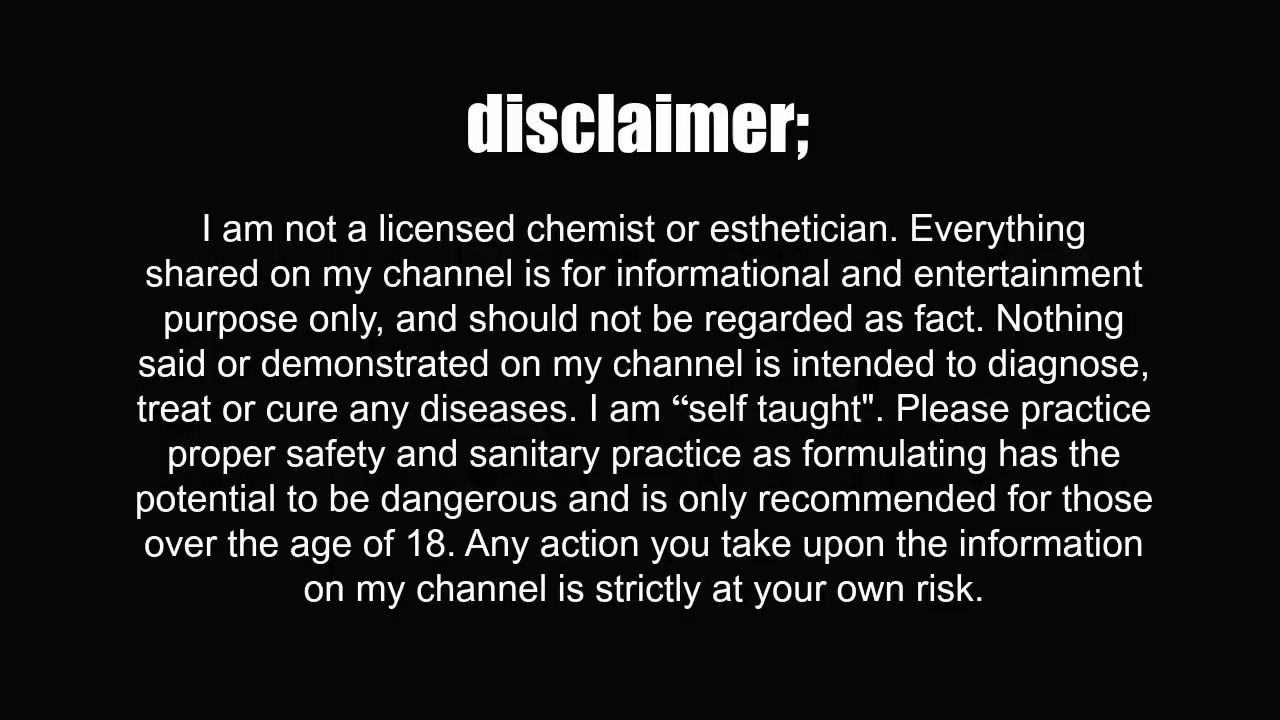 disclaimer;
I am not a licensed chemist or esthetician. Everything
shared on my channel is for informational and entertainment
purpose only, and should not be regarded as fact. Nothing
said or demonstrated on my channel is intended to diagnose,
treat or cure any diseases. I am “self taught". Please practice
proper safety and sanitary practice as formulating has the
potential to be dangerous and is only recommended for those
over the age of 18. Any action you take upon the information
on my channel is strictly at your own risk.